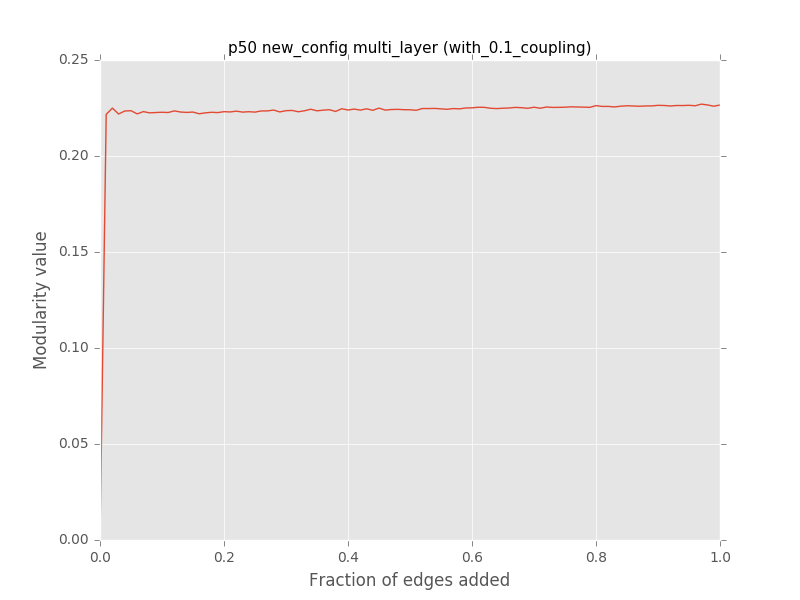 p50 new_config multi_layer (with_0.1_coupling)
0.25
0.20
0.15
0.10
0.05
0.00
Modularity value
0.0 0.2 0.4 0.6 0.8 1.0
Fraction of edges added